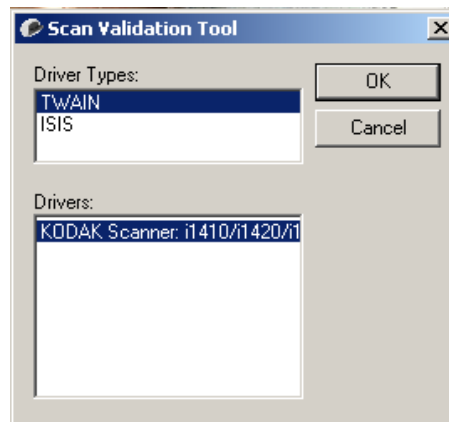 Scan Validation Tool
Driver Types:
OK
TWAIN
ISIS
Cancel
Drivers:
KODAK Scanner: i1410/i1420/i1